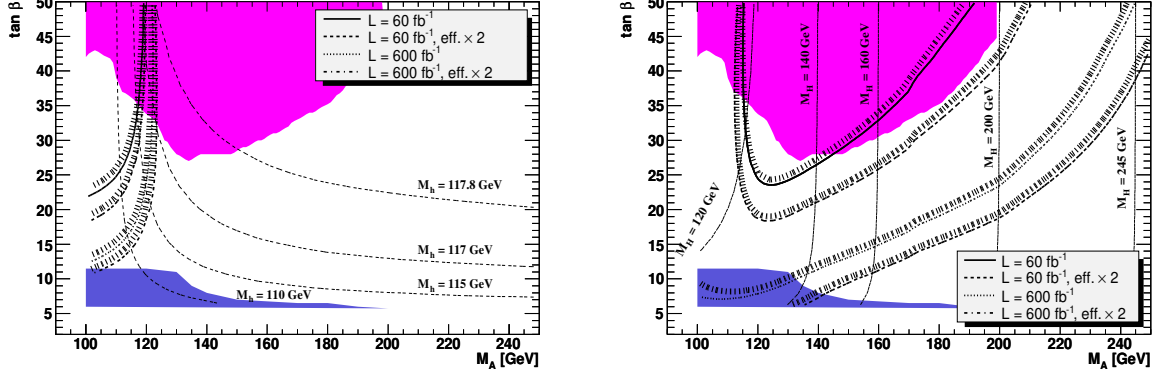 tan β
50
45
40
35
30
25
20
15
10
5
L = 60 fb⁻¹
L = 60 fb⁻¹, eff. × 2
L = 600 fb⁻¹
L = 600 fb⁻¹, eff. × 2
M_h = 117.8 GeV
M_h = 117 GeV
M_h = 115 GeV
M_h = 110 GeV
100 120 140 160 180 200 220 240
M_A [GeV]
tan β
50
45
40
35
30
25
20
15
10
5
M_H = 120 GeV
M_H = 140 GeV
M_H = 160 GeV
M_H = 200 GeV
M_H = 245 GeV
L = 60 fb⁻¹
L = 60 fb⁻¹, eff. × 2
L = 600 fb⁻¹
L = 600 fb⁻¹, eff. × 2
100 120 140 160 180 200 220 240
M_A [GeV]